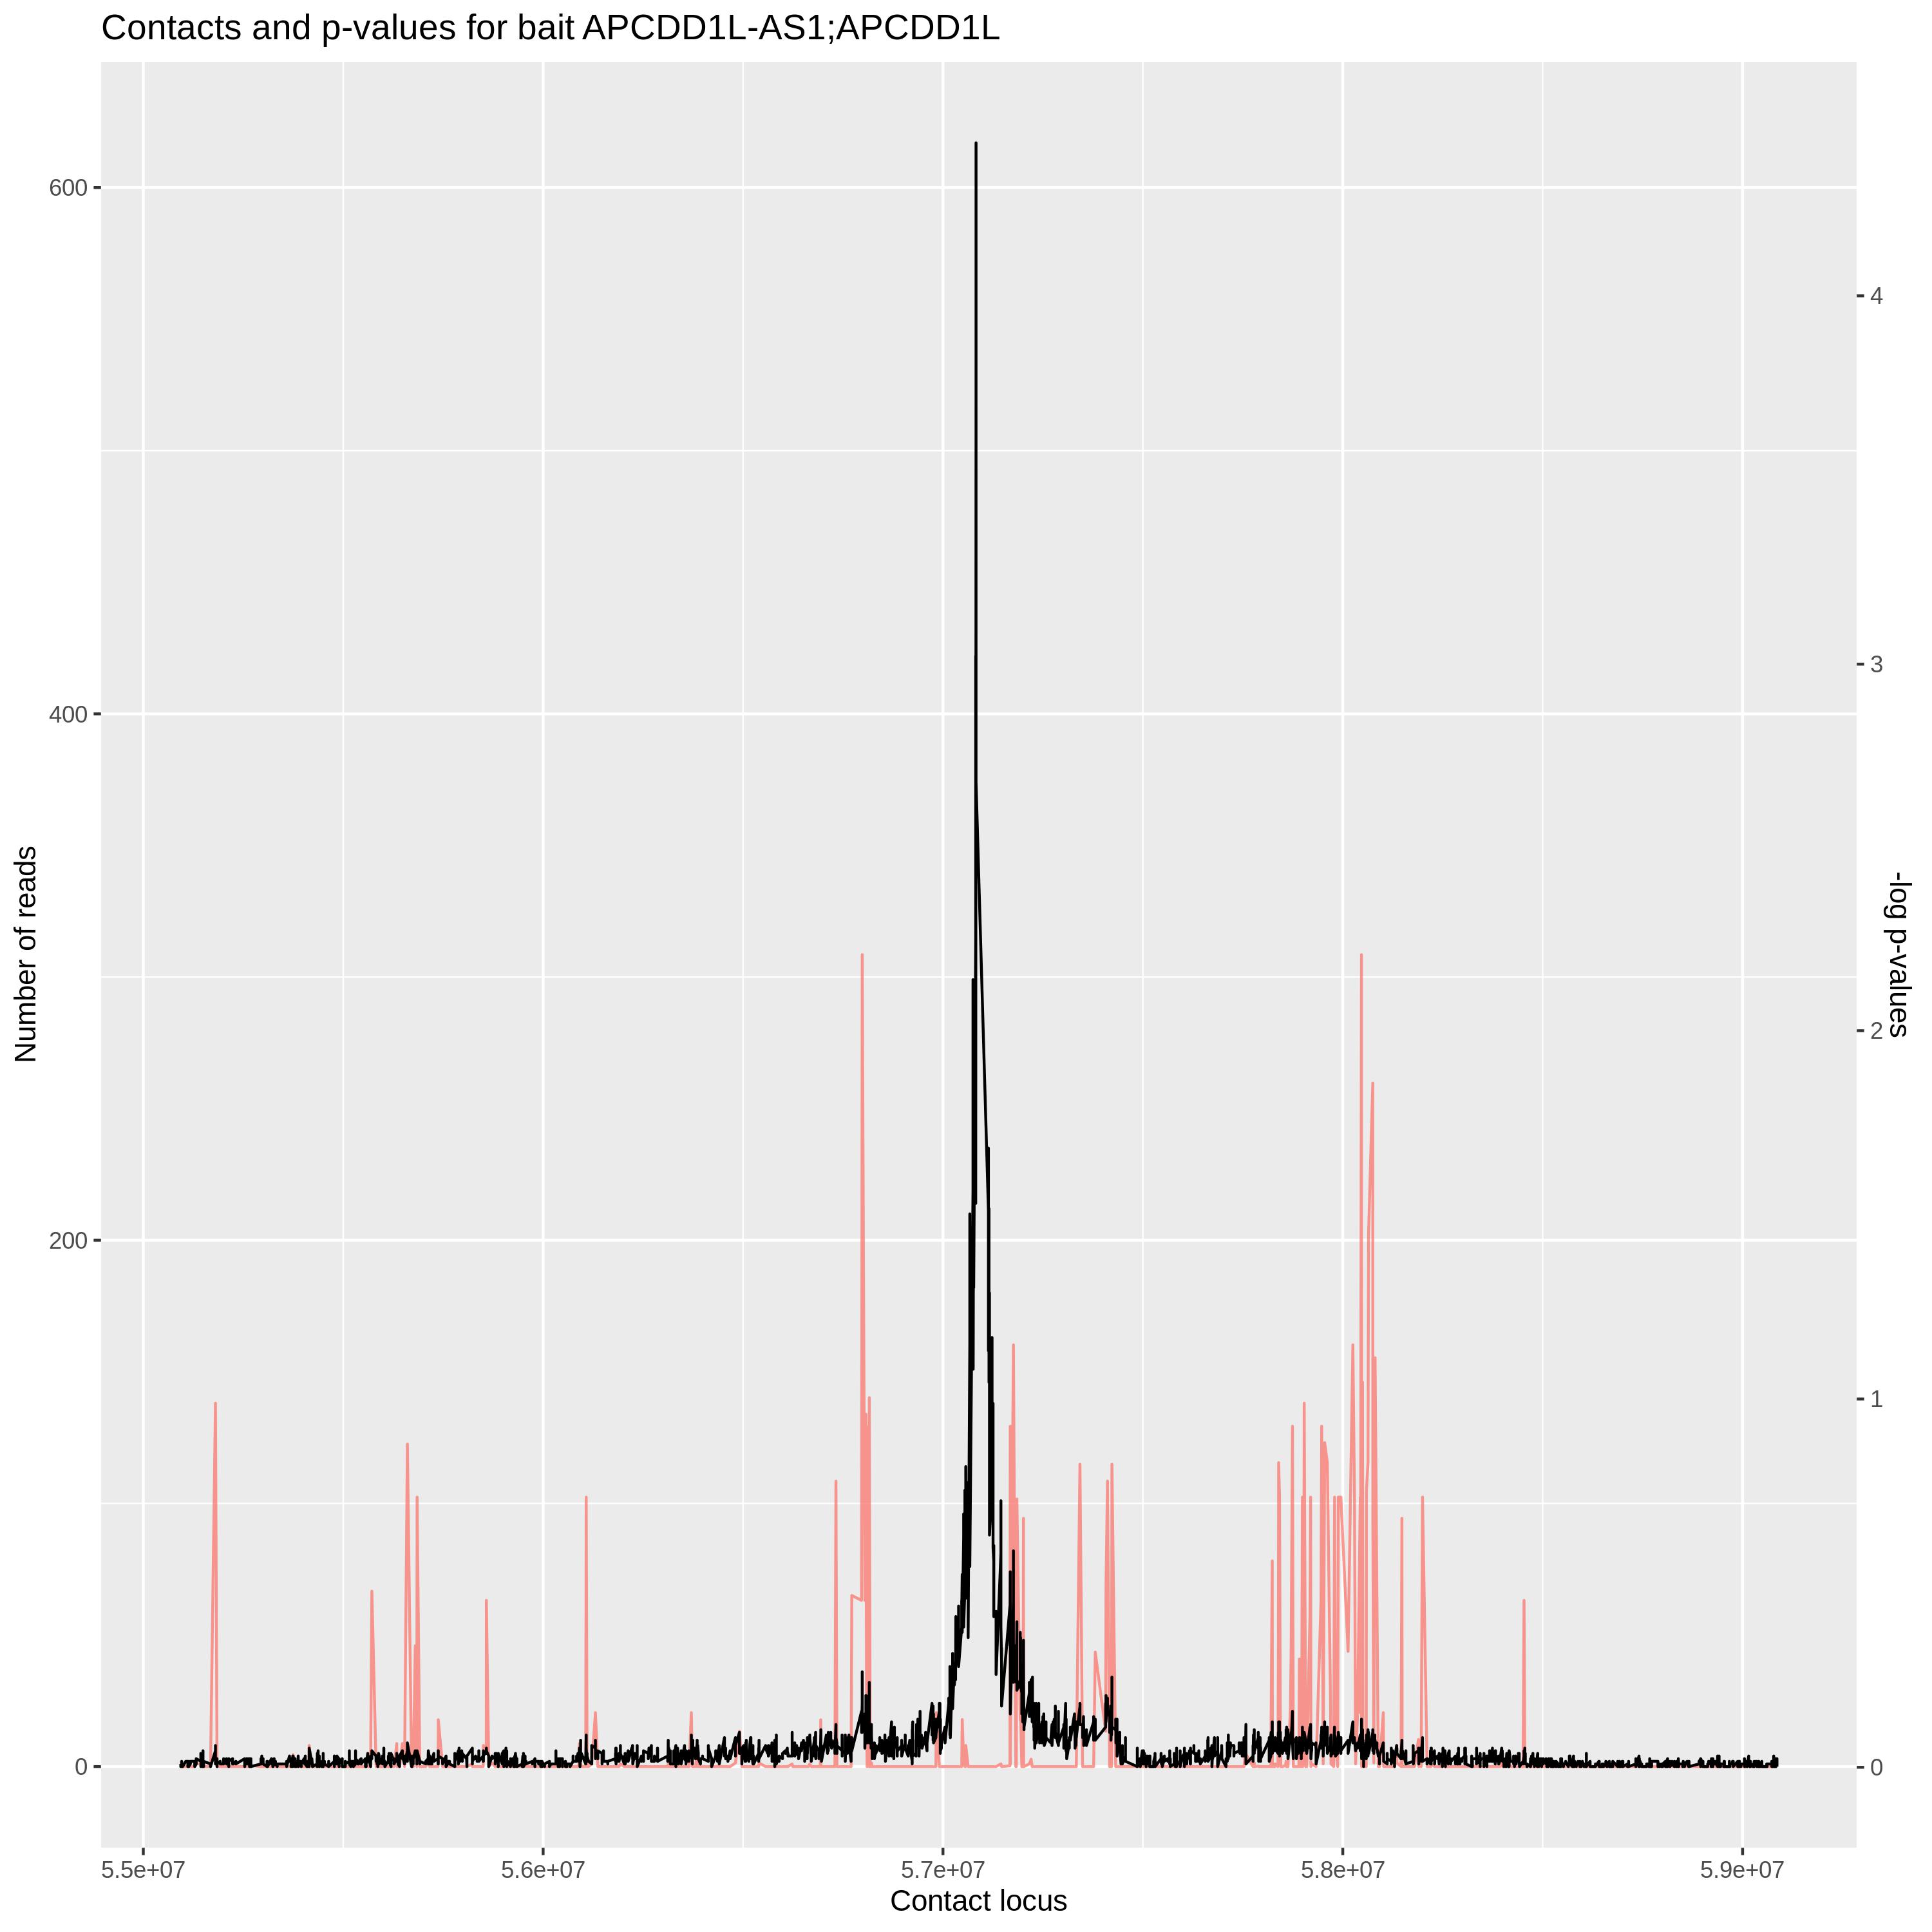 Contacts and p-values for bait APCDD1L-AS1;APCDD1L
600
400
200
0
Number of reads
4
3
2
1
0
-log p-values
5.5e+07
5.6e+07
5.7e+07
5.8e+07
5.9e+07
Contact locus